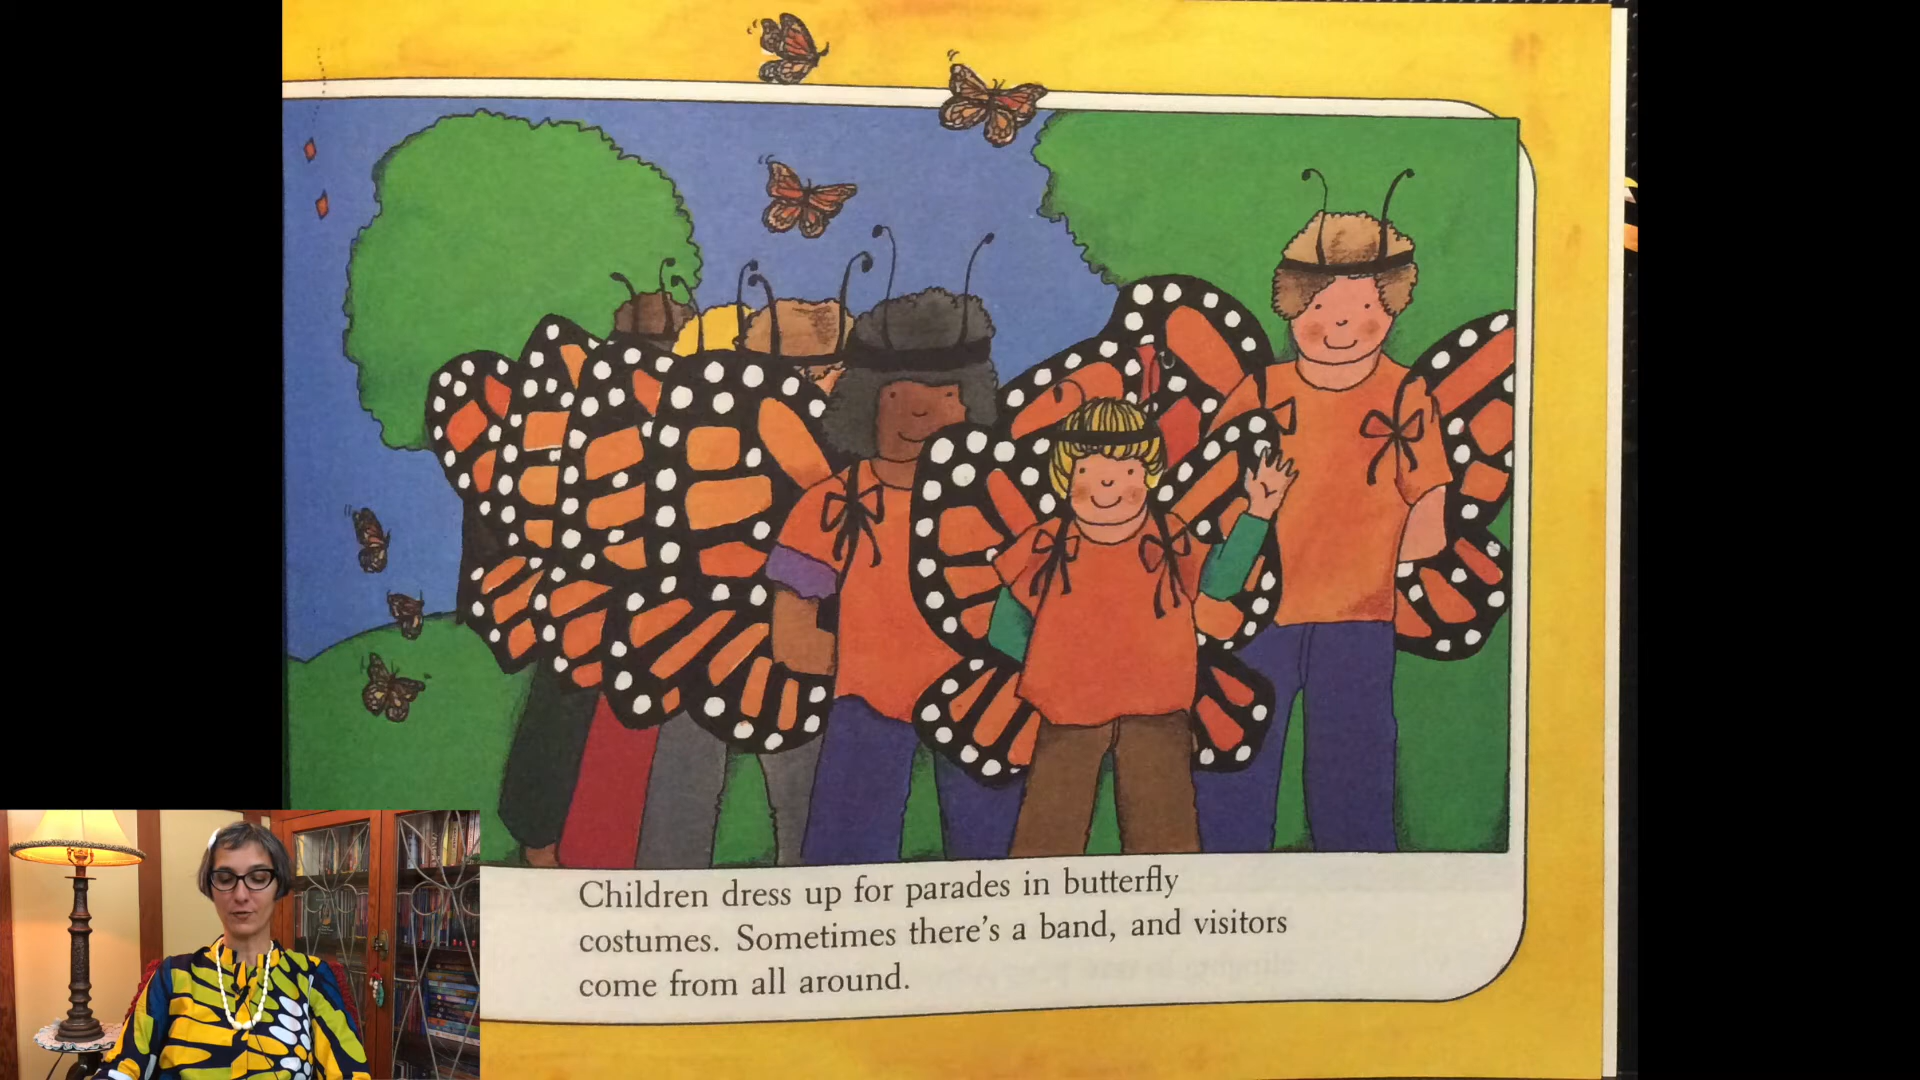 Children dress up for parades in butterfly
costumes. Sometimes there's a band, and visitors
come from all around.